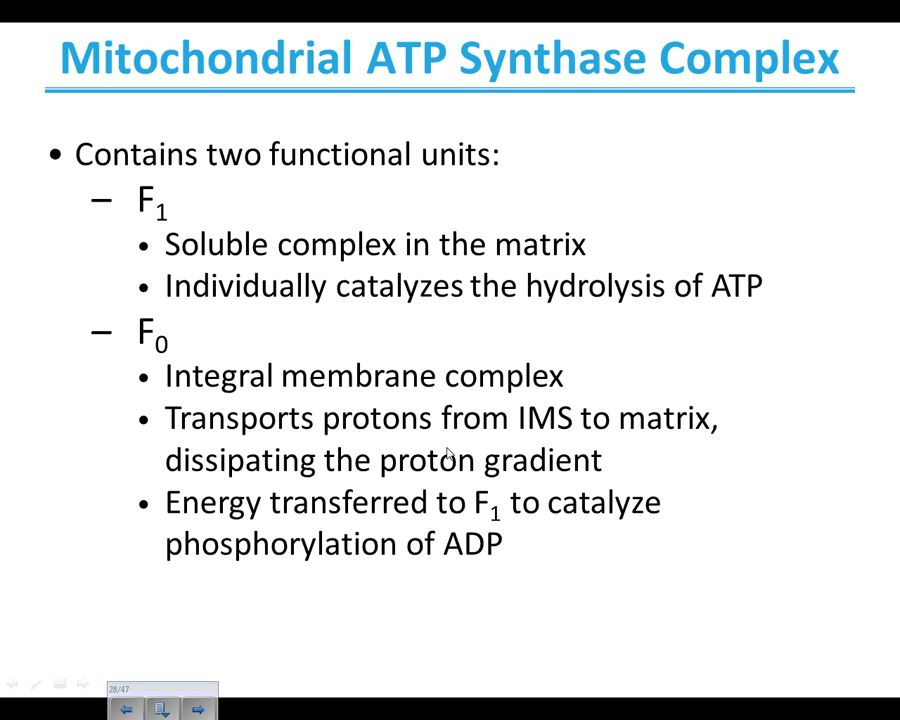 Mitochondrial ATP Synthase Complex
• Contains two functional units:
– F₁
• Soluble complex in the matrix
• Individually catalyzes the hydrolysis of ATP
– F₀
• Integral membrane complex
• Transports protons from IMS to matrix,
dissipating the proton gradient
• Energy transferred to F₁ to catalyze
phosphorylation of ADP
28/47